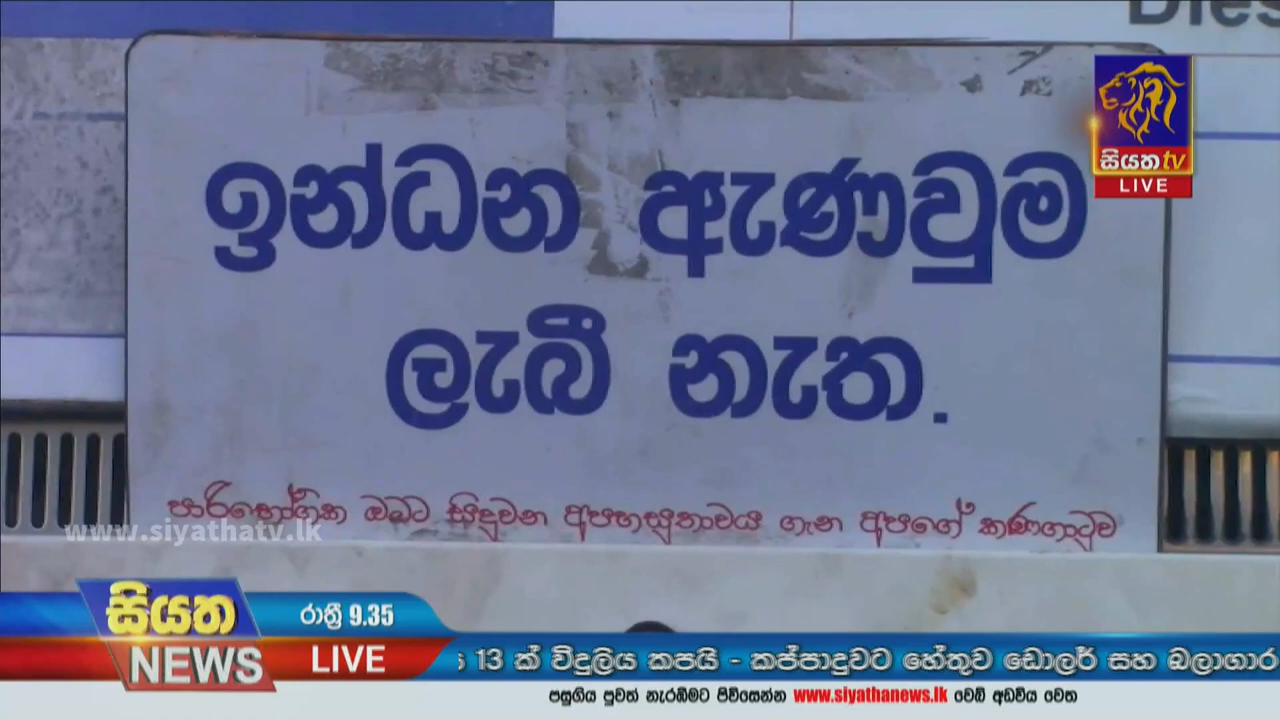 Dies
සියත tv
LIVE
ඉන්ධන ඇණවුම
ලැබී නැත.
පාරිභෝගික ඔබට සිදුවන අපහසුතාවය ගැන අපගේ කණගාටුව
www.siyathatv.lk
සියත
NEWS
රාත්‍රී 9.35
LIVE
13 ක් විදුලිය කපයි - කප්පාදුවට හේතුව ඩොලර් සහ බලාගාර
පසුගිය පුවත් නැරඹීමට පිවිසෙන්න www.siyathanews.lk වෙබ් අඩවිය වෙත